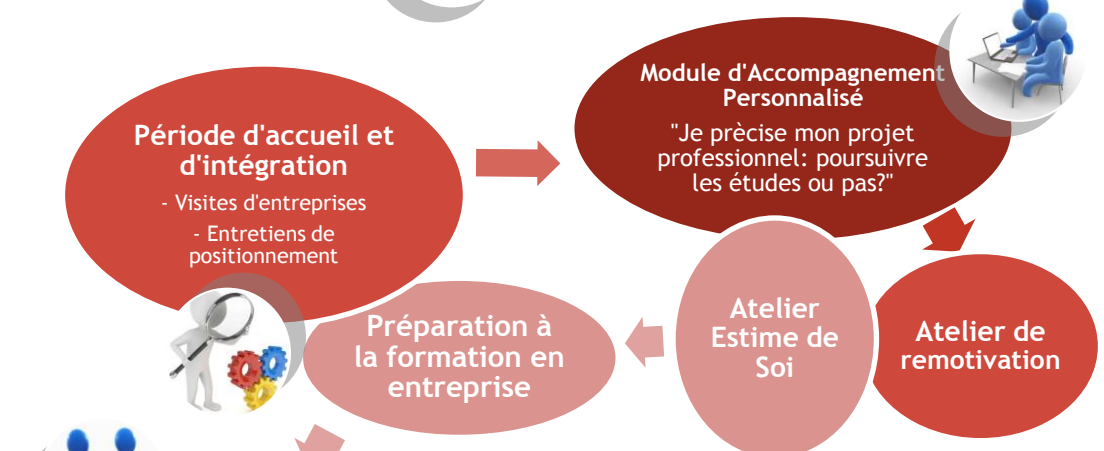 Période d'accueil et
d'intégration
- Visites d'entreprises
- Entretiens de
positionnement
Module d'Accompagnement
Personnalisé
"Je prècise mon projet
professionnel: poursuivre
les études ou pas?"
Atelier de
remotivation
Atelier
Estime de
Soi
Préparation à
la formation en
entreprise